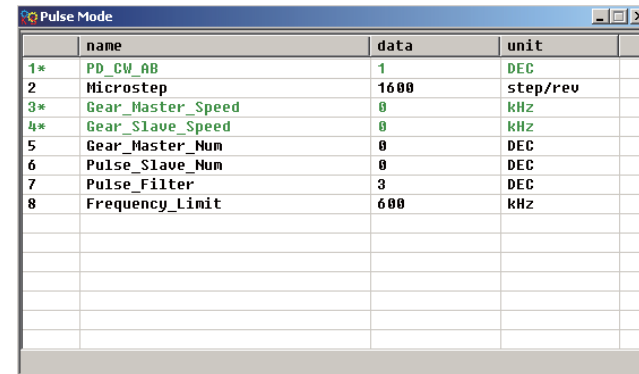 Pulse Mode
name data unit
1* PD_CW_AB 1 DEC
2 Microstep 1600 step/rev
3* Gear_Master_Speed 0 kHz
4* Gear_Slave_Speed 0 kHz
5 Gear_Master_Num 0 DEC
6 Pulse_Slave_Num 0 DEC
7 Pulse_Filter 3 DEC
8 Frequency_Limit 600 kHz